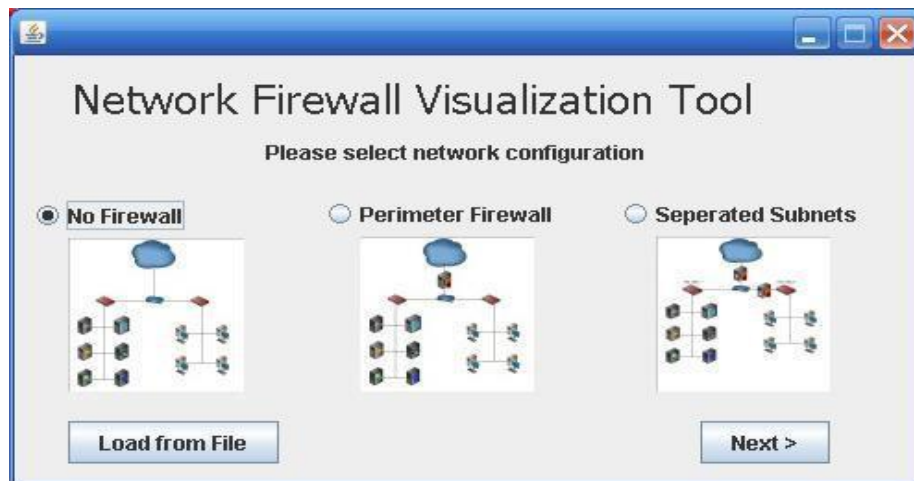 Network Firewall Visualization Tool
Please select network configuration
No Firewall
Perimeter Firewall
Seperated Subnets
Load from File
Next >